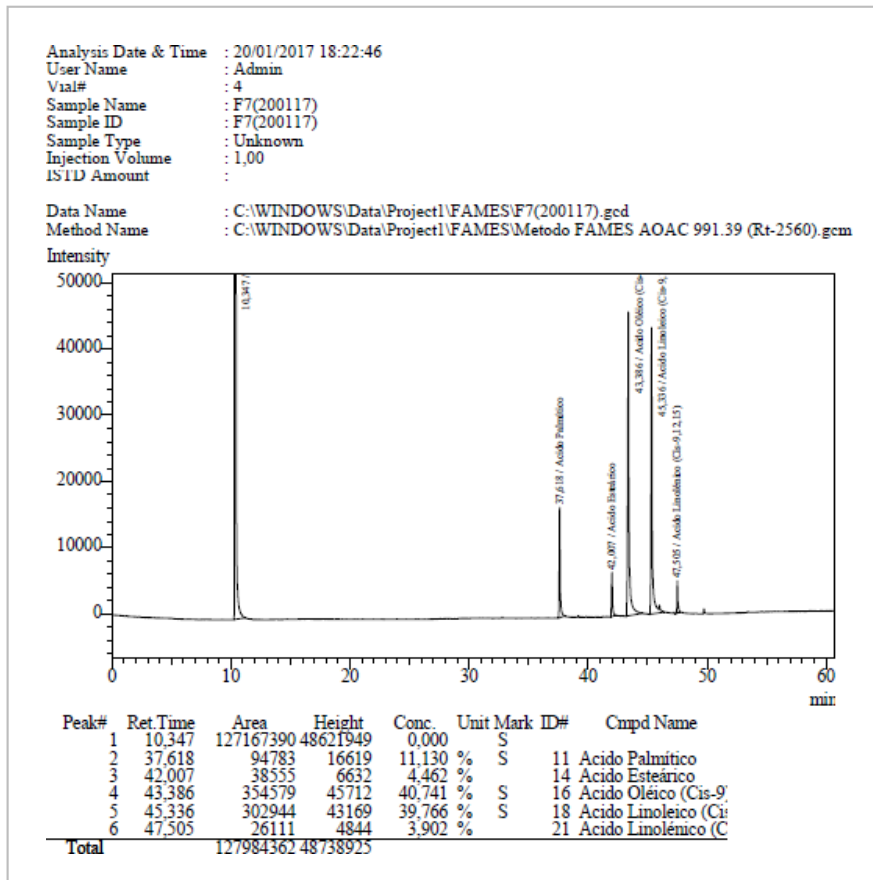 Analysis Date & Time : 20/01/2017 18:22:46
User Name : Admin
Vial# : 4
Sample Name : F7(200117)
Sample ID : F7(200117)
Sample Type : Unknown
Injection Volume : 1,00
ISTD Amount :
Data Name : C:\WINDOWS\Data\Project1\FAMES\F7(200117).gcd
Method Name : C:\WINDOWS\Data\Project1\FAMES\Metodo FAMES AOAC 991.39 (Rt-2560).gcm
Intensity
50000
40000
30000
20000
10000
0
10,347 /
37,618 / Acido Palmítico
42,007 / Acido Esteárico
43,386 / Acido Oléico (Cis-
45,336 / Acido Linoleico (Cis-9,
47,505 / Acido Linolénico (Cis-9,12,15)
0 10 20 30 40 50 60
min
Peak# Ret.Time Area Height Conc. Unit Mark ID# Cmpd Name
1 10,347 127167390 48621949 0,000 S
2 37,618 94783 16619 11,130 % S 11 Acido Palmítico
3 42,007 38555 6632 4,462 % 14 Acido Esteárico
4 43,386 354579 45712 40,741 % S 16 Acido Oléico (Cis-9)
5 45,336 302944 43169 39,766 % S 18 Acido Linoleico (Cis
6 47,505 26111 4844 3,902 % 21 Acido Linolénico (C
Total 127984362 48738925